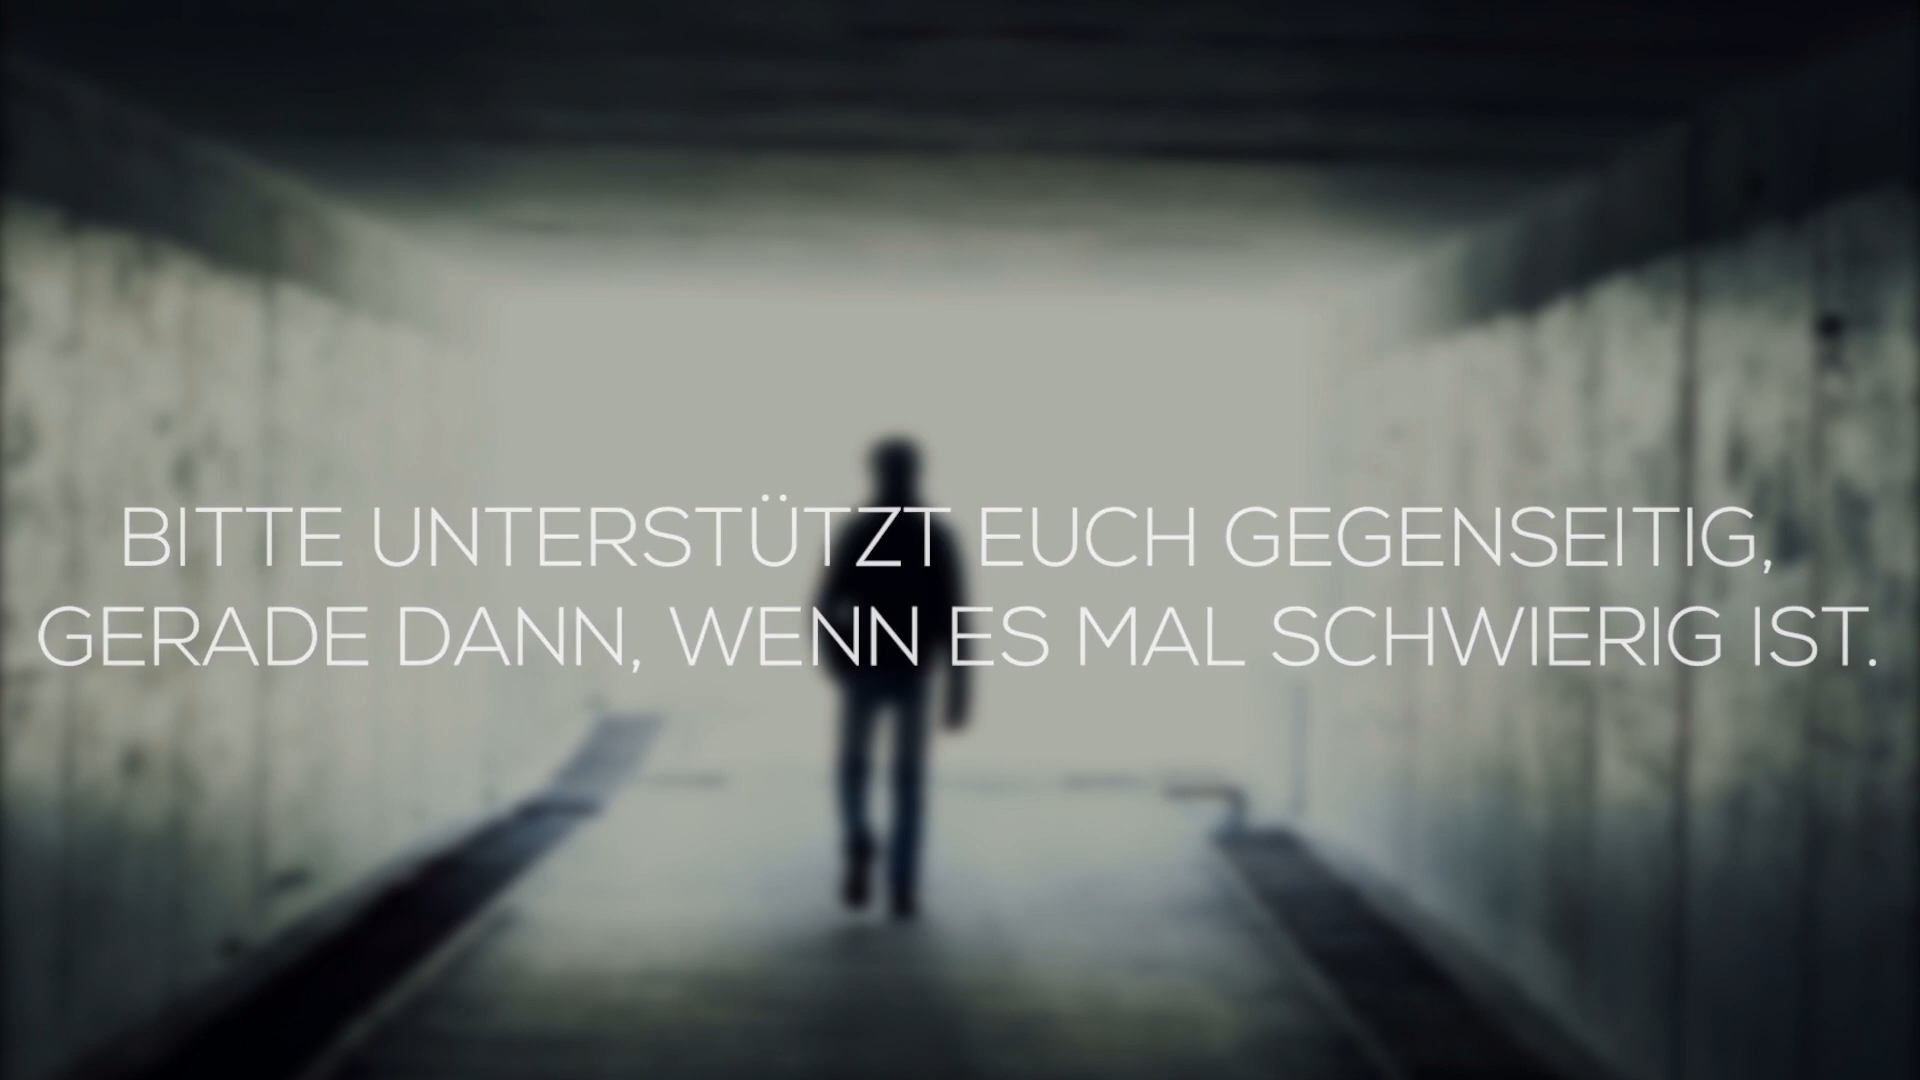 BITTE UNTERSTÜTZT EUCH GEGENSEITIG,
GERADE DANN, WENN ES MAL SCHWIERIG IST.